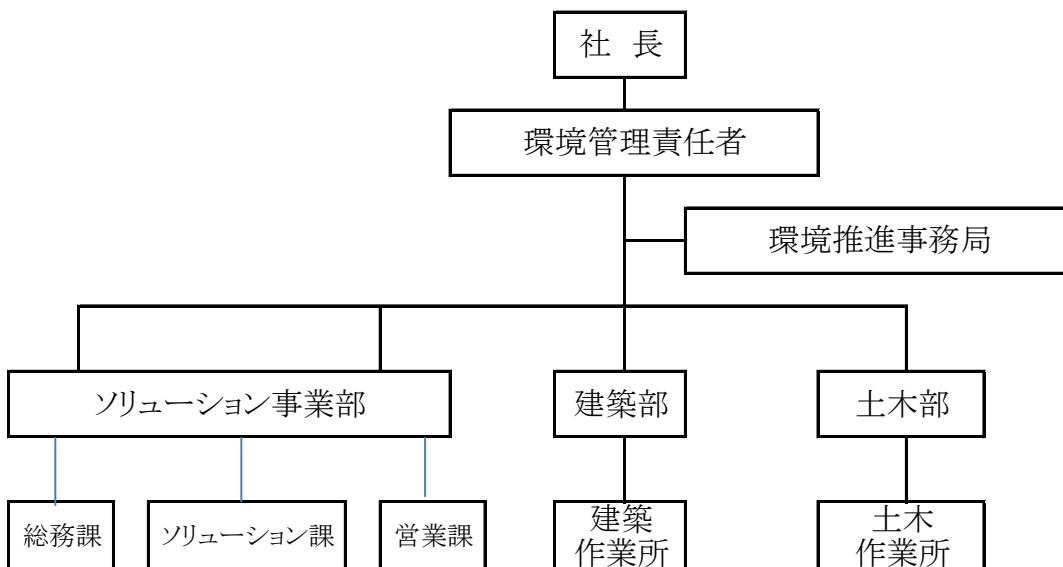 社 長
環境管理責任者
環境推進事務局
ソリューション事業部
建築部
土木部
総務課
ソリューション課
営業課
建築
作業所
土木
作業所